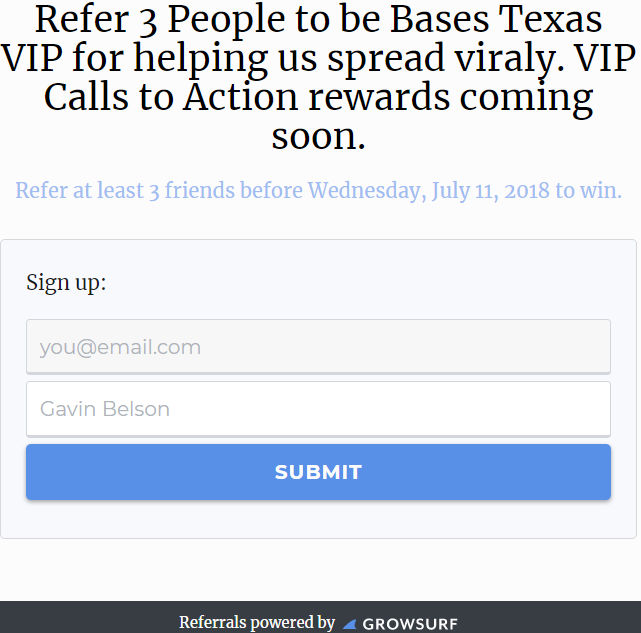 Refer 3 People to be Bases Texas
VIP for helping us spread viraly. VIP
Calls to Action rewards coming
soon.
Refer at least 3 friends before Wednesday, July 11, 2018 to win.
Sign up:
you@email.com
Gavin Belson
SUBMIT
Referrals powered by GROWSURF